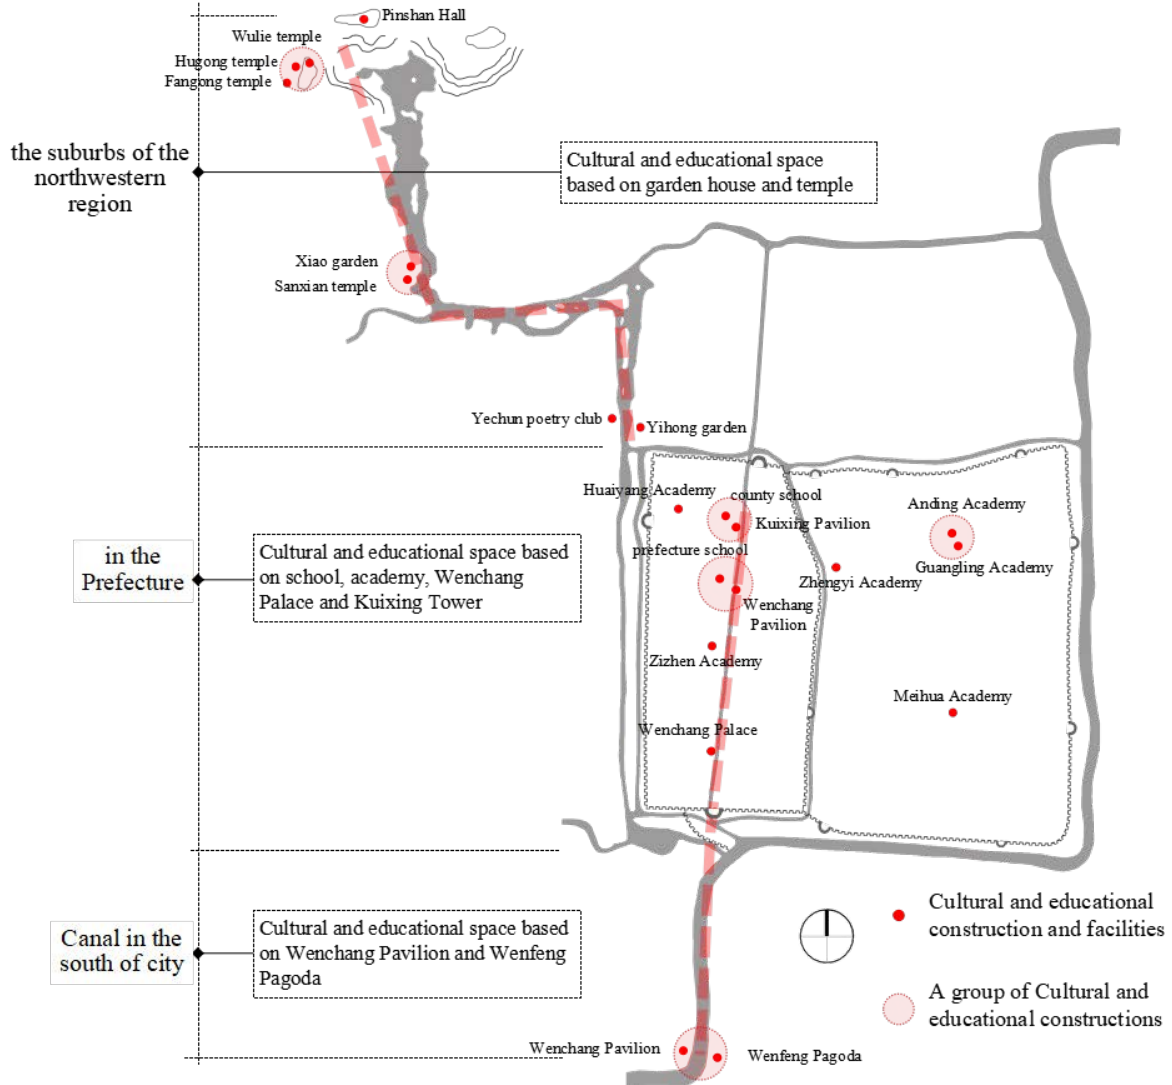 Pinshan Hall
Wulie temple
Hugong temple
Fangong temple
the suburbs of the
northwestern
region
Cultural and educational space
based on garden house and temple
Xiao garden
Sanxian temple
Yechun poetry club
Yihong garden
Huaiyang Academy
county school
Kuixing Pavilion
Anding Academy
Guangling Academy
in the
Prefecture
Cultural and educational space based
on school, academy, Wenchang
Palace and Kuixing Tower
prefecture school
Zhengyi Academy
Wenchang
Pavilion
Zizhen Academy
Meihua Academy
Wenchang Palace
Canal in the
south of city
Cultural and educational space based
on Wenchang Pavilion and Wenfeng
Pagoda
Cultural and educational
construction and facilities
A group of Cultural and
educational constructions
Wenchang Pavilion
Wenfeng Pagoda